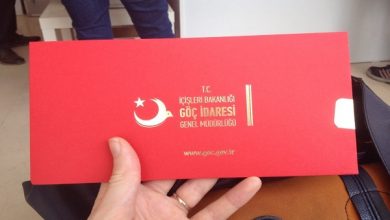 T.C.
İÇİŞLERİ BAKANLIĞI
GÖÇ İDARESİ
GENEL MÜDÜRLÜĞÜ
www.goc.gov.tr